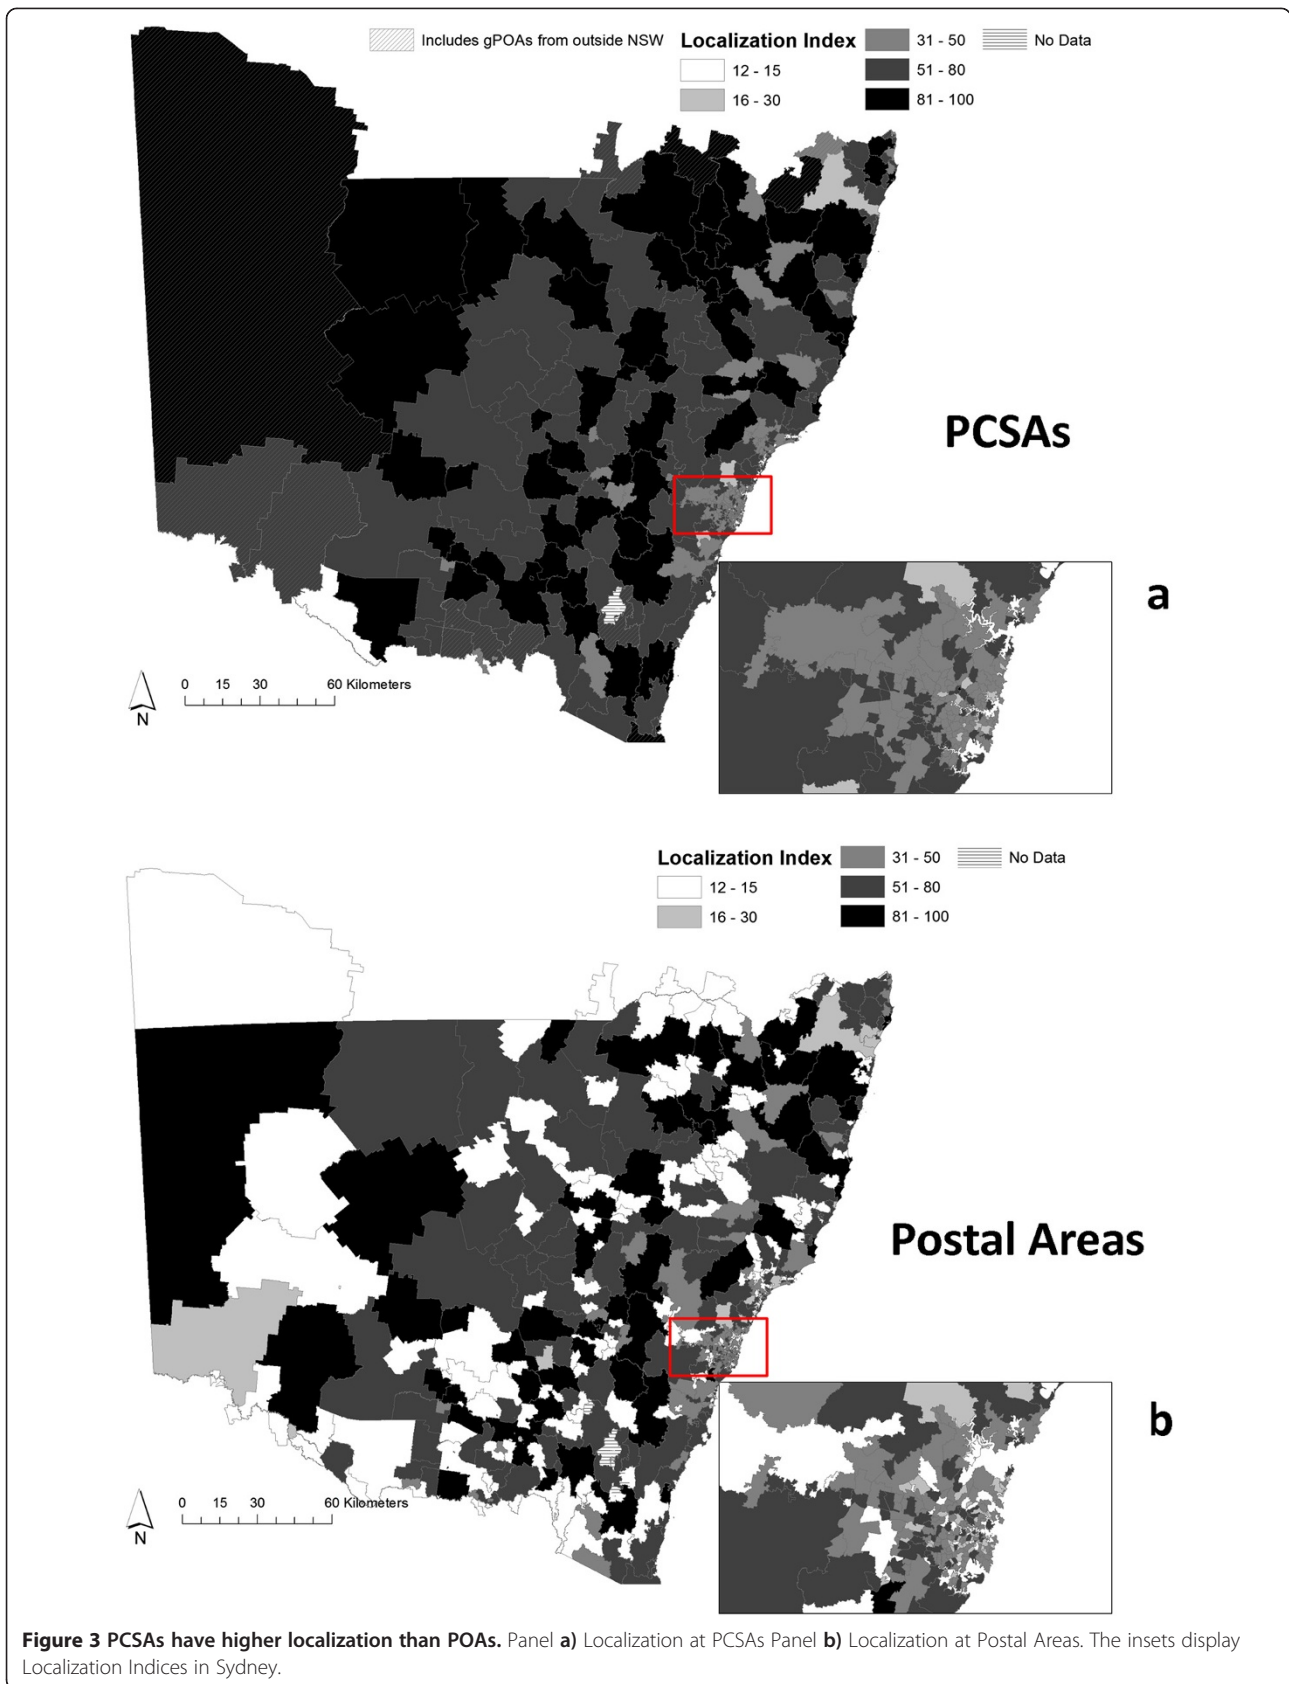 Includes gPOAs from outside NSW
Localization Index
12 - 15
16 - 30
31 - 50
51 - 80
81 - 100
No Data
PCSAs
a
N
0 15 30 60 Kilometers
Localization Index
12 - 15
16 - 30
31 - 50
51 - 80
81 - 100
No Data
Postal Areas
b
N
0 15 30 60 Kilometers
Figure 3 PCSAs have higher localization than POAs. Panel a) Localization at PCSAs Panel b) Localization at Postal Areas. The insets display
Localization Indices in Sydney.